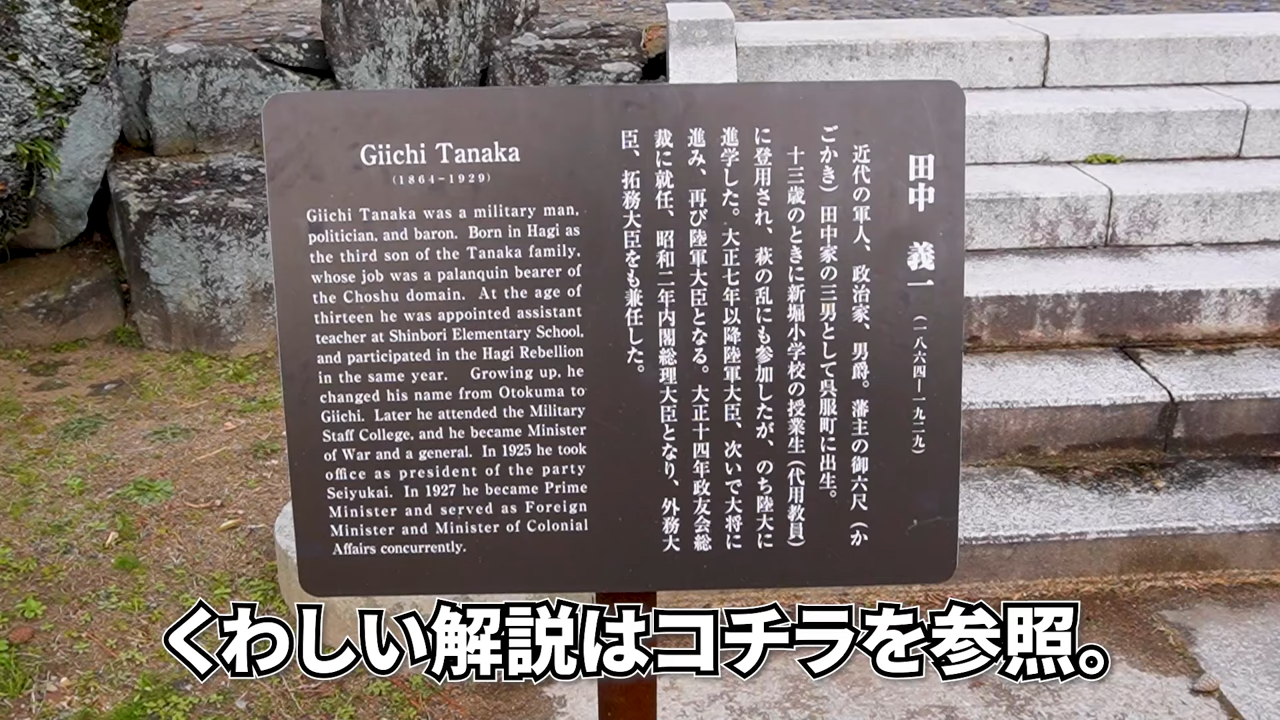 Giichi Tanaka
(1864-1929)
Giichi Tanaka was a military man,
politician, and baron. Born in Hagi as
the third son of the Tanaka family,
whose job was a palanquin bearer of
the Choshu domain. At the age of
thirteen he was appointed assistant
teacher at Shinbori Elementary School,
and participated in the Hagi Rebellion
in the same year. Growing up, he
changed his name from Otokuma to
Giichi. Later he attended the Military
Staff College, and he became Minister
of War and a general. In 1925 he took
office as president of the party
Seiyukai. In 1927 he became Prime
Minister and served as Foreign
Minister and Minister of Colonial
Affairs concurrently.
田中 義一 (一八六四―一九二九)
近代の軍人、政治家、男爵。藩主の御六尺(か
ごかき)田中家の三男として呉服町に出生。
十三歳のときに新堀小学校の授業生(代用教員)
に登用され、萩の乱にも参加したが、のち陸大に
進学した。大正七年以降陸軍大臣、次いで大将に
進み、再び陸軍大臣となる。大正十四年政友会総
裁に就任、昭和二年内閣総理大臣となり、外務大
臣、拓務大臣をも兼任した。
くわしい解説はコチラを参照。